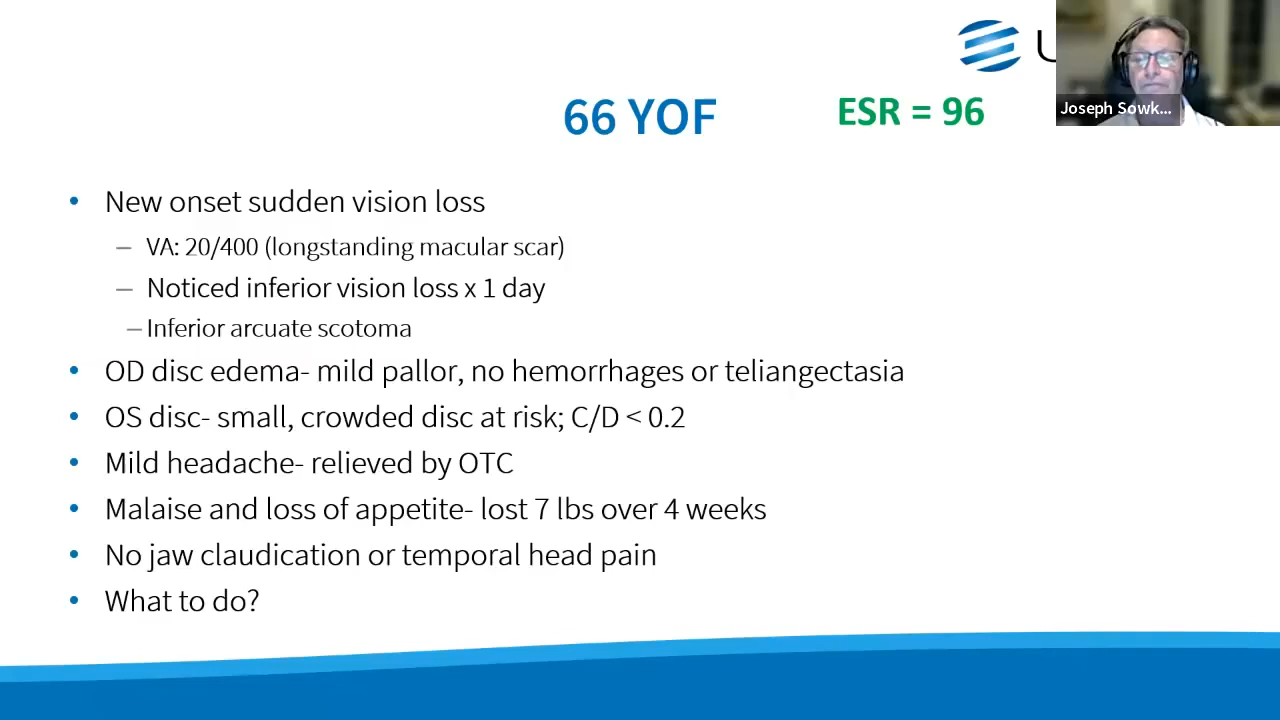 66 YOF
ESR = 96
U
Joseph Sowk...
• New onset sudden vision loss
– VA: 20/400 (longstanding macular scar)
– Noticed inferior vision loss x 1 day
– Inferior arcuate scotoma
• OD disc edema- mild pallor, no hemorrhages or teliangectasia
• OS disc- small, crowded disc at risk; C/D < 0.2
• Mild headache- relieved by OTC
• Malaise and loss of appetite- lost 7 lbs over 4 weeks
• No jaw claudication or temporal head pain
• What to do?